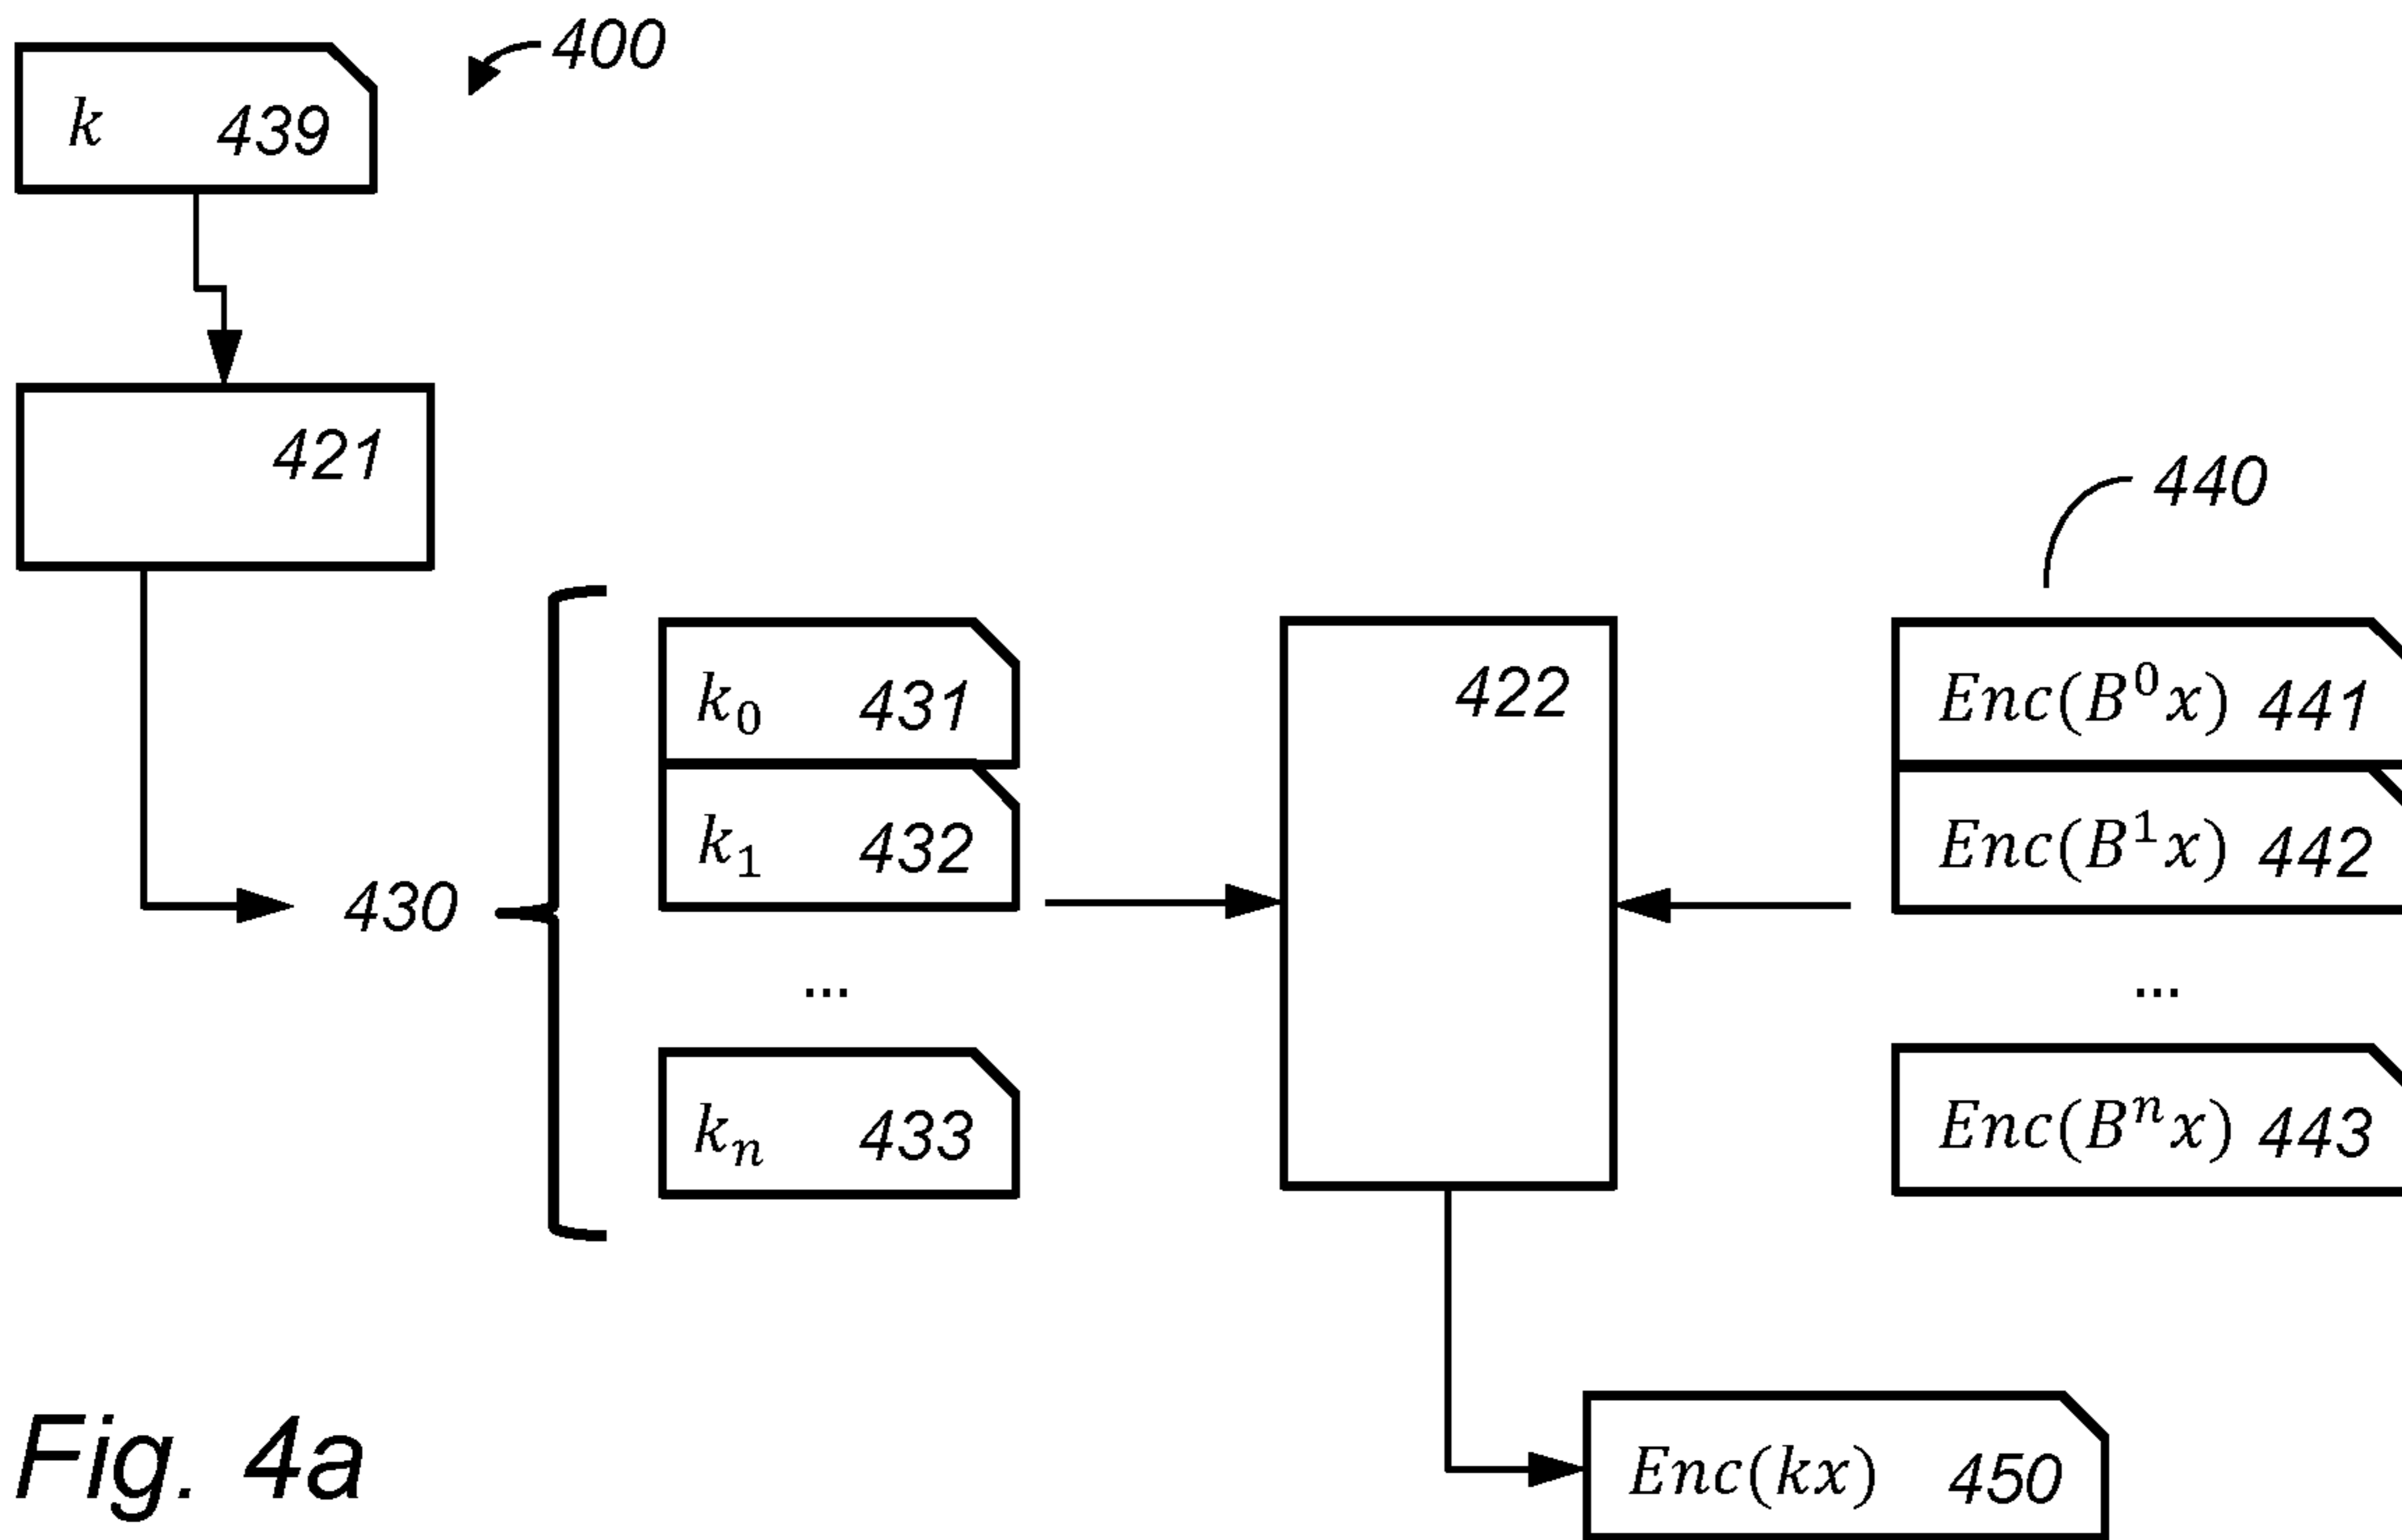 400
k 439
421
440
430
k₀ 431
k₁ 432
...
kₙ 433
422
Enc(B⁰x) 441
Enc(B¹x) 442
...
Enc(Bⁿx) 443
Enc(kx) 450
Fig. 4a